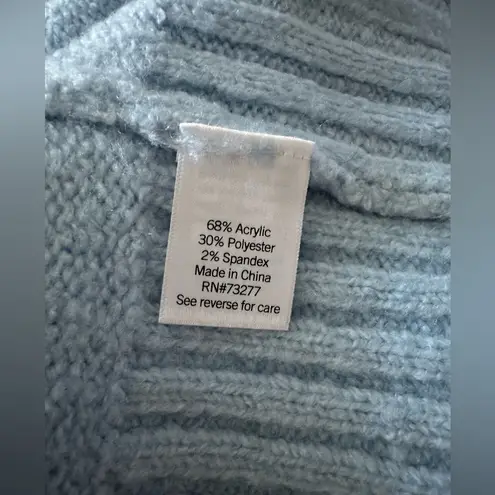 68% Acrylic
30% Polyester
2% Spandex
Made in China
RN#73277
See reverse for care